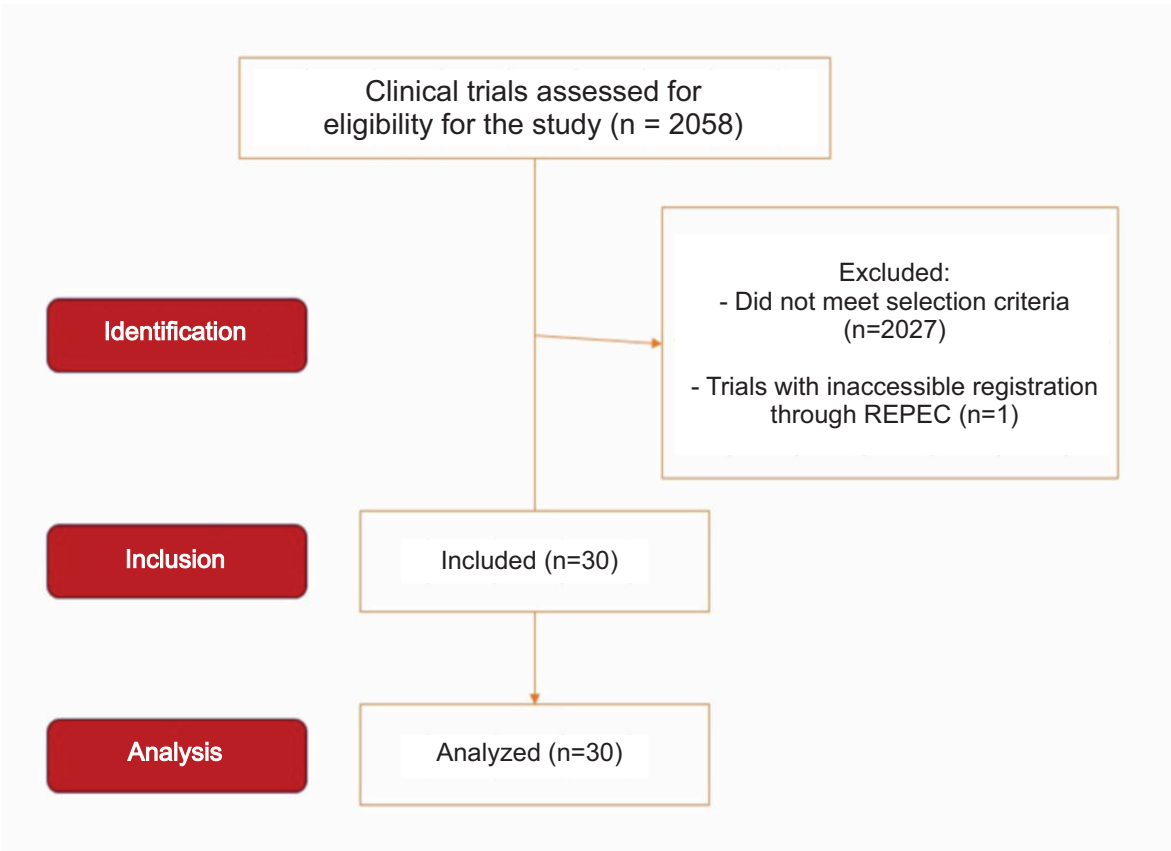 Clinical trials assessed for
eligibility for the study (n = 2058)
Excluded:
- Did not meet selection criteria
(n=2027)
- Trials with inaccessible registration
through REPEC (n=1)
Identification
Inclusion
Included (n=30)
Analysis
Analyzed (n=30)